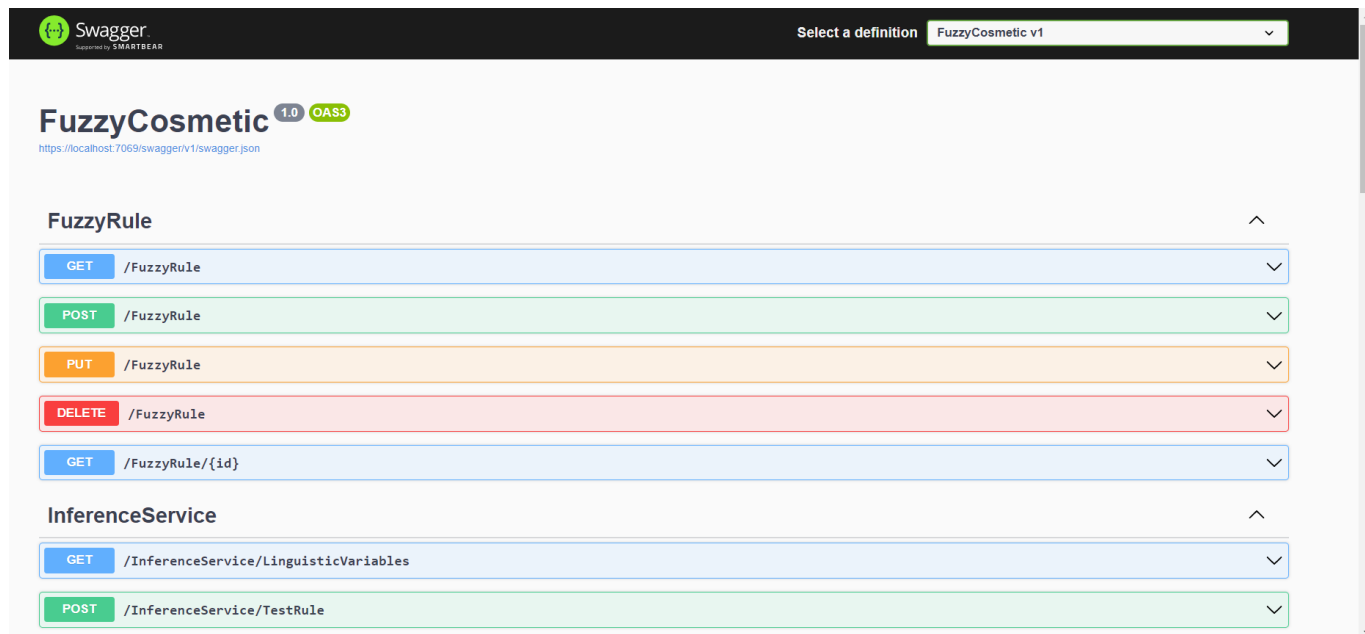 Swagger.
Supported by SMARTBEAR
Select a definition
FuzzyCosmetic v1
FuzzyCosmetic 1.0 OAS3
https://localhost:7069/swagger/v1/swagger.json
FuzzyRule
GET /FuzzyRule
POST /FuzzyRule
PUT /FuzzyRule
DELETE /FuzzyRule
GET /FuzzyRule/{id}
InferenceService
GET /InferenceService/LinguisticVariables
POST /InferenceService/TestRule